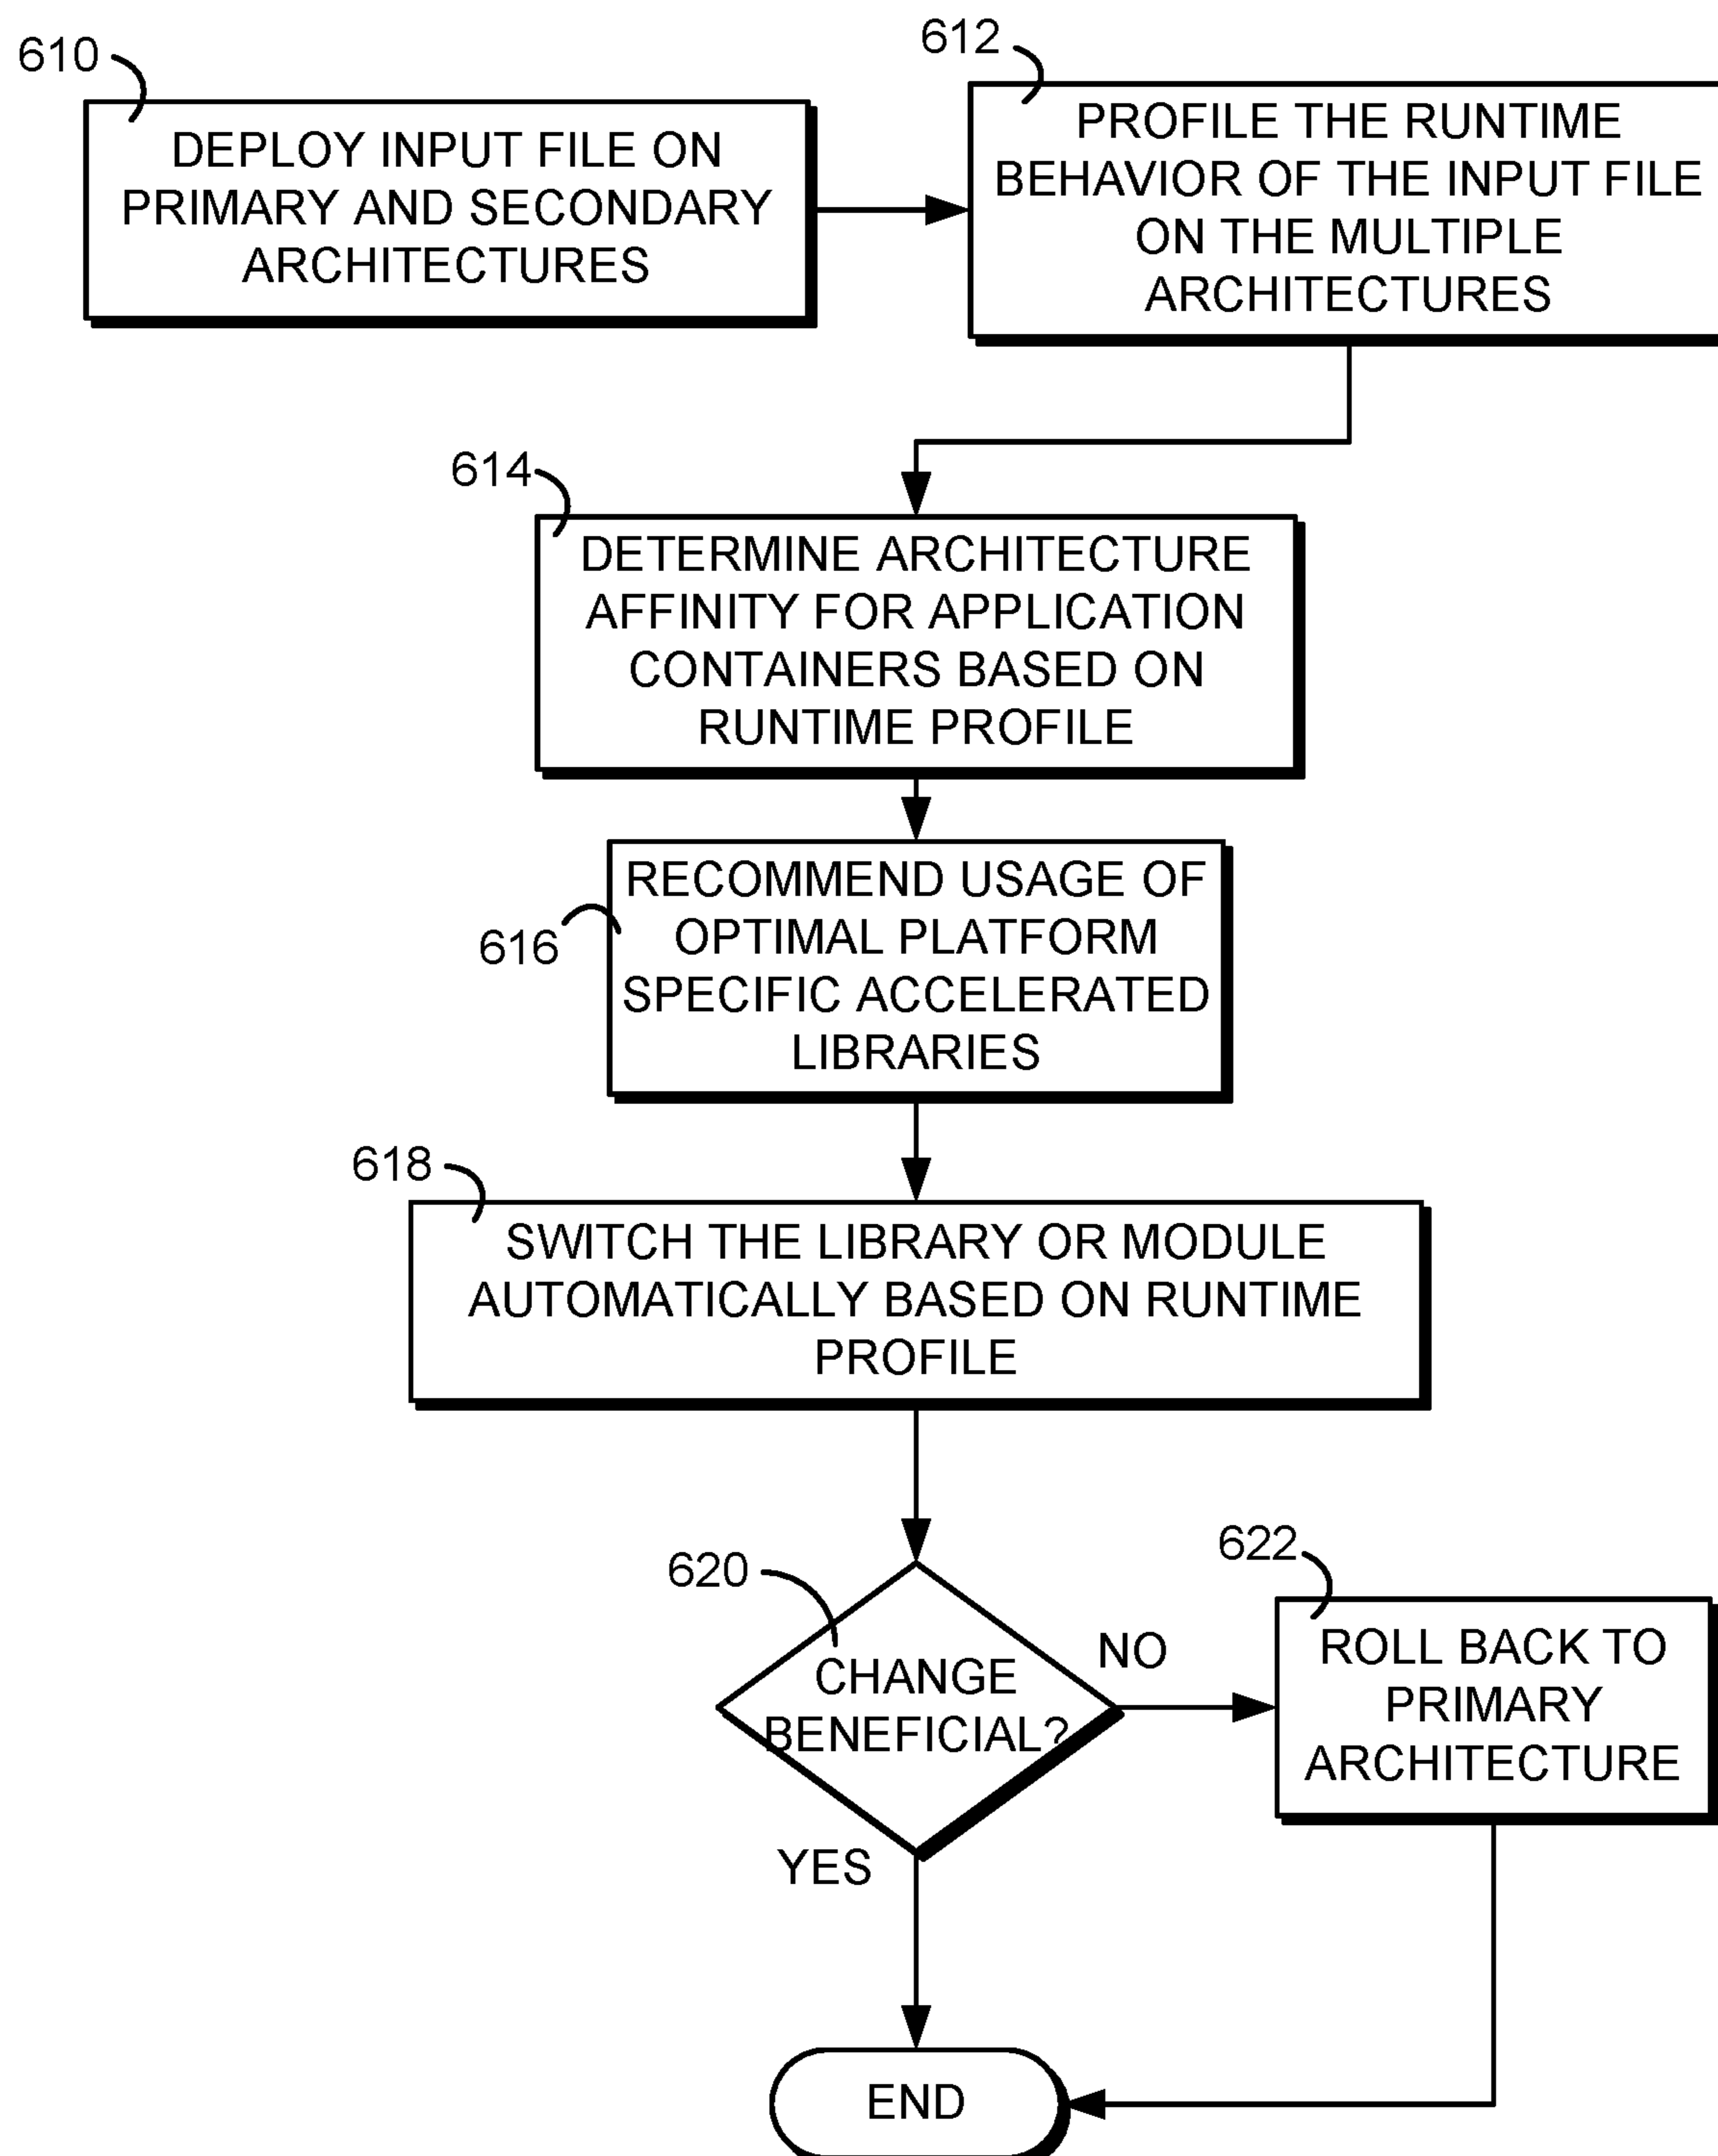 610
DEPLOY INPUT FILE ON
PRIMARY AND SECONDARY
ARCHITECTURES
612
PROFILE THE RUNTIME
BEHAVIOR OF THE INPUT FILE
ON THE MULTIPLE
ARCHITECTURES
614
DETERMINE ARCHITECTURE
AFFINITY FOR APPLICATION
CONTAINERS BASED ON
RUNTIME PROFILE
616
RECOMMEND USAGE OF
OPTIMAL PLATFORM
SPECIFIC ACCELERATED
LIBRARIES
618
SWITCH THE LIBRARY OR MODULE
AUTOMATICALLY BASED ON RUNTIME
PROFILE
620
CHANGE
BENEFICIAL?
NO
622
ROLL BACK TO
PRIMARY
ARCHITECTURE
YES
END